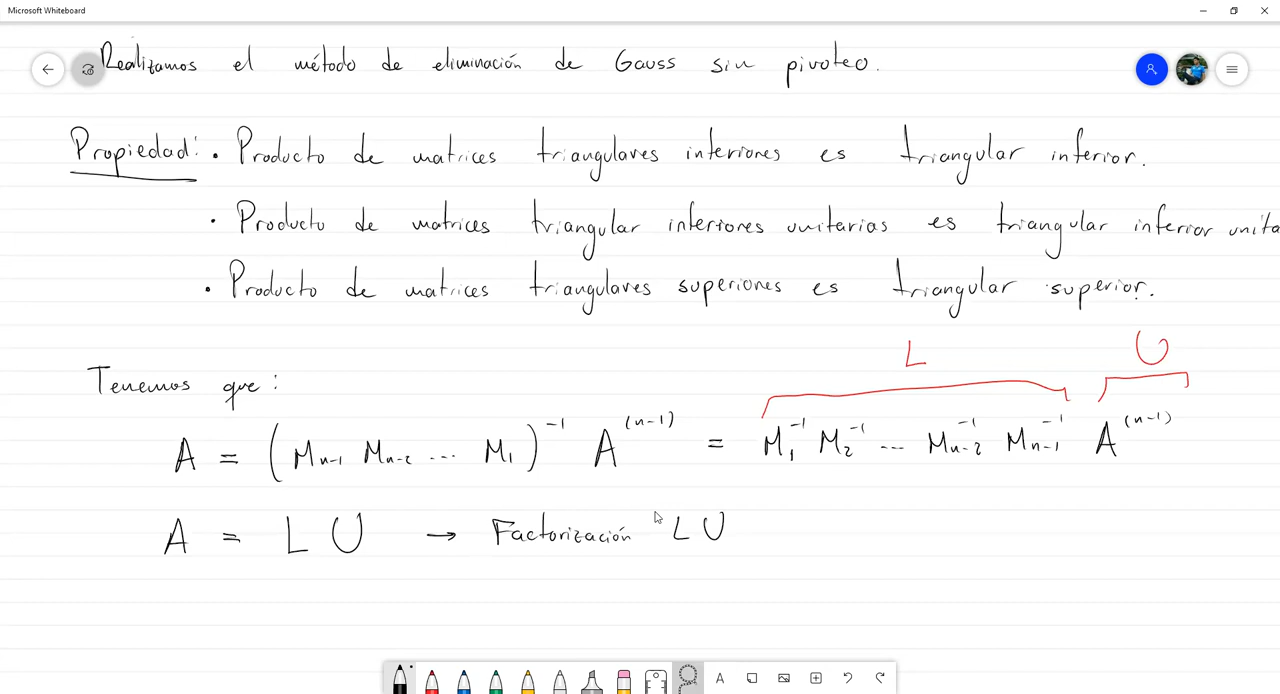 Microsoft Whiteboard
Realizamos el método de eliminación de Gauss sin pivoteo.
Propiedad: • Producto de matrices triangulares inferiores es triangular inferior.
• Producto de matrices triangular inferiores unitarias es triangular inferior unita
• Producto de matrices triangulares superiores es triangular superior.
L U
Tenemos que:
A = (Mn-1 Mn-2 ... M1)^-1 A^(n-1) = M1^-1 M2^-1 ... Mn-2^-1 Mn-1^-1 A^(n-1)
A = L U → Factorización L U